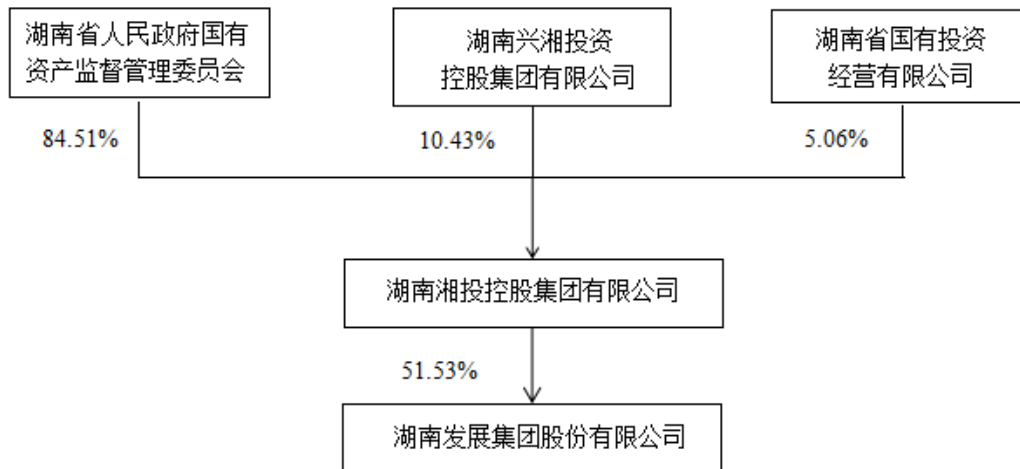 湖南省人民政府国有
资产监督管理委员会
湖南兴湘投资
控股集团有限公司
湖南省国有投资
经营有限公司
84.51%
10.43%
5.06%
湖南湘投控股集团有限公司
51.53%
湖南发展集团股份有限公司